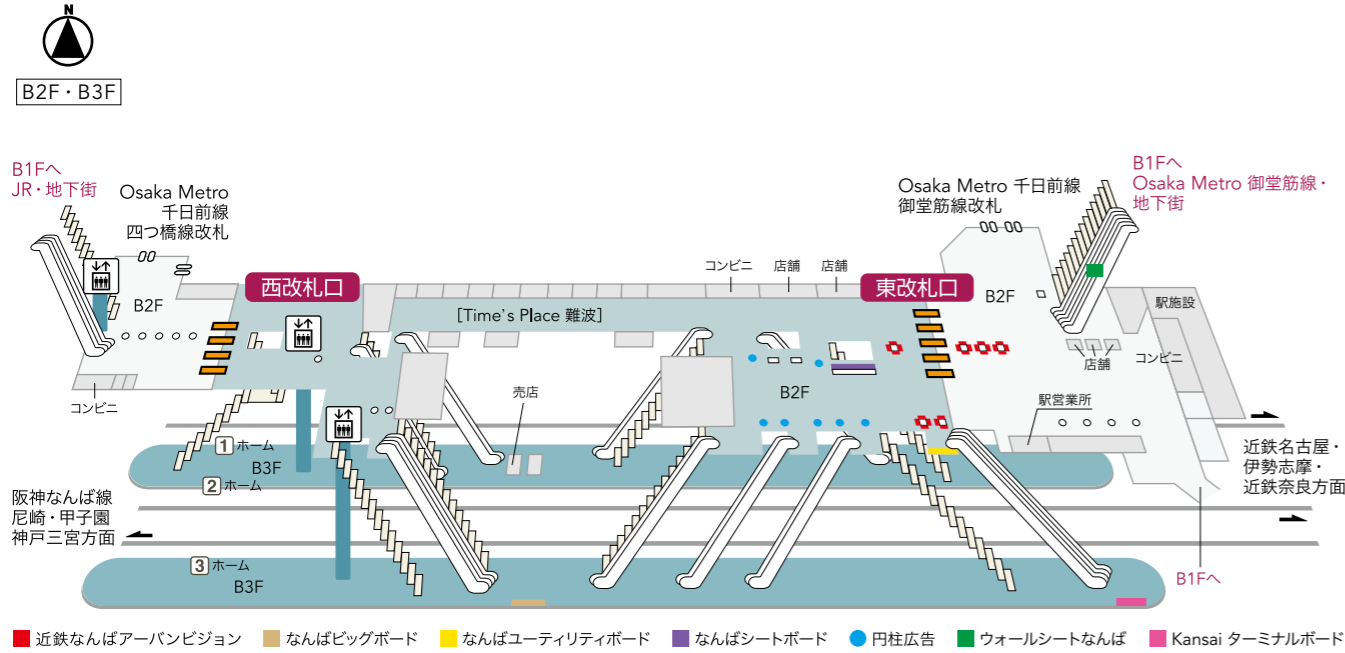 N
B2F・B3F
B1Fへ
JR・地下街
Osaka Metro
千日前線
四つ橋線改札
B2F
西改札口
コンビニ
[Time's Place 難波]
コンビニ
店舗
店舗
東改札口
Osaka Metro 千日前線
御堂筋線改札
B2F
B1Fへ
Osaka Metro 御堂筋線・
地下街
駅施設
コンビニ
店舗
駅営業所
B2F
売店
1 ホーム
B3F
2 ホーム
阪神なんば線
尼崎・甲子園
神戸三宮方面
3 ホーム
B3F
近鉄名古屋・
伊勢志摩・
近鉄奈良方面
B1Fへ
近鉄なんばアーバンビジョン
なんばビッグボード
なんばユーティリティボード
なんばシートボード
円柱広告
ウォールシートなんば
Kansai ターミナルボード